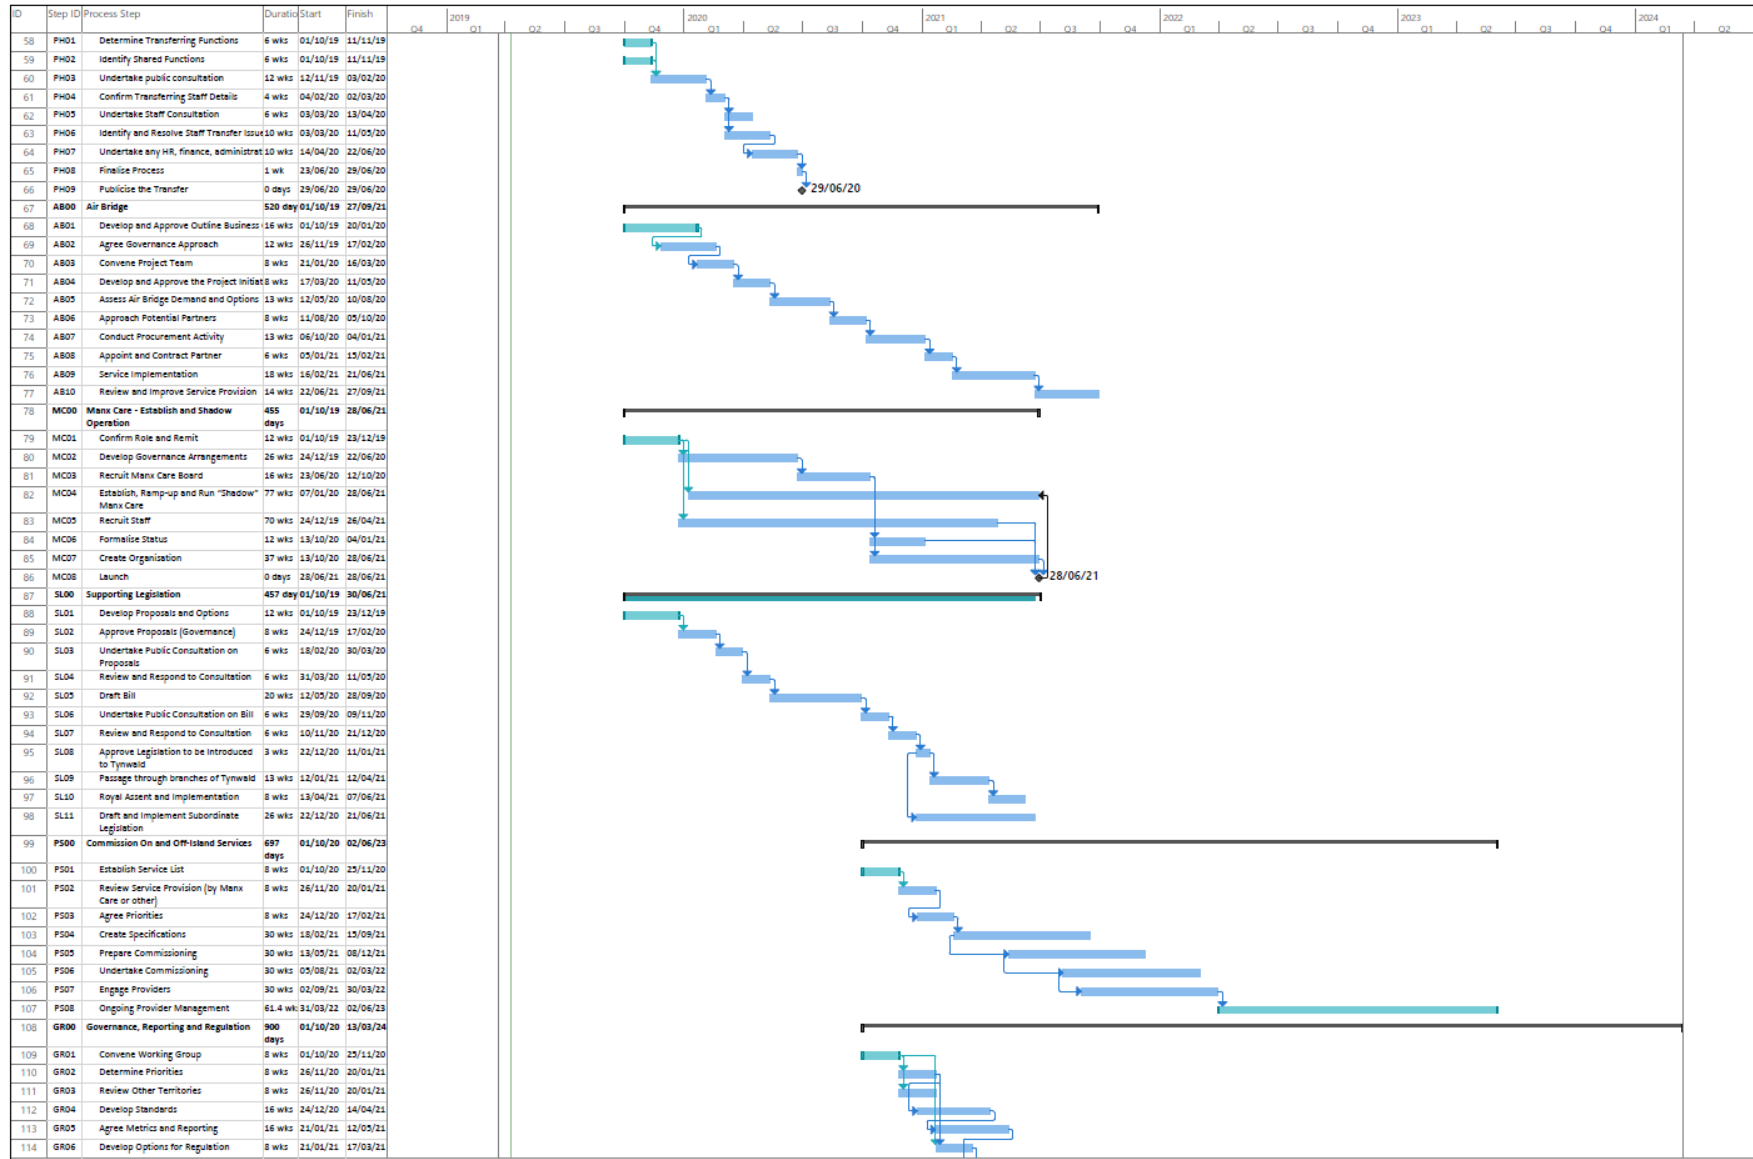 ID Step ID Process Step Duratio Start Finish 2019 2020 2021 2022 2023 2024
Q4 Q1 Q2 Q3 Q4 Q1 Q2 Q3 Q4 Q1 Q2 Q3 Q4 Q1 Q2 Q3 Q4 Q1 Q2 Q3 Q4 Q1 Q2
58 PH01 Determine Transferring Functions 6 wks 01/10/19 11/11/19
59 PH02 Identify Shared Functions 6 wks 01/10/19 11/11/19
60 PH03 Undertake public consultation 12 wks 12/11/19 03/02/20
61 PH04 Confirm Transferring Staff Details 4 wks 04/02/20 02/03/20
62 PH05 Undertake Staff Consultation 6 wks 03/03/20 13/04/20
63 PH06 Identify and Resolve Staff Transfer Issue 10 wks 03/03/20 11/05/20
64 PH07 Undertake any HR, finance, administrat 10 wks 14/04/20 22/06/20
65 PH08 Finalise Process 1 wk 23/06/20 29/06/20
66 PH09 Publicise the Transfer 0 days 29/06/20 29/06/20 29/06/20
67 AB00 Air Bridge 520 day 01/10/19 27/09/21
68 AB01 Develop and Approve Outline Business 16 wks 01/10/19 20/01/20
69 AB02 Agree Governance Approach 12 wks 26/11/19 17/02/20
70 AB03 Convene Project Team 8 wks 21/01/20 16/03/20
71 AB04 Develop and Approve the Project Initiat 8 wks 17/03/20 11/05/20
72 AB05 Assess Air Bridge Demand and Options 13 wks 12/05/20 10/08/20
73 AB06 Approach Potential Partners 8 wks 11/08/20 05/10/20
74 AB07 Conduct Procurement Activity 13 wks 06/10/20 04/01/21
75 AB08 Appoint and Contract Partner 6 wks 05/01/21 15/02/21
76 AB09 Service Implementation 18 wks 16/02/21 21/06/21
77 AB10 Review and Improve Service Provision 14 wks 22/06/21 27/09/21
78 MC00 Manx Care - Establish and Shadow 455 01/10/19 28/06/21
Operation days
79 MC01 Confirm Role and Remit 12 wks 01/10/19 23/12/19
80 MC02 Develop Governance Arrangements 26 wks 24/12/19 22/06/20
81 MC03 Recruit Manx Care Board 16 wks 23/06/20 12/10/20
82 MC04 Establish, Ramp-up and Run "Shadow" 77 wks 07/01/20 28/06/21
Manx Care
83 MC05 Recruit Staff 70 wks 24/12/19 26/04/21
84 MC06 Formalise Status 12 wks 13/10/20 04/01/21
85 MC07 Create Organisation 37 wks 13/10/20 28/06/21
86 MC08 Launch 0 days 28/06/21 28/06/21 28/06/21
87 SL00 Supporting Legislation 457 day 01/10/19 30/06/21
88 SL01 Develop Proposals and Options 12 wks 01/10/19 23/12/19
89 SL02 Approve Proposals (Governance) 8 wks 24/12/19 17/02/20
90 SL03 Undertake Public Consultation on 6 wks 18/02/20 30/03/20
Proposals
91 SL04 Review and Respond to Consultation 6 wks 31/03/20 11/05/20
92 SL05 Draft Bill 20 wks 12/05/20 28/09/20
93 SL06 Undertake Public Consultation on Bill 6 wks 29/09/20 09/11/20
94 SL07 Review and Respond to Consultation 6 wks 10/11/20 21/12/20
95 SL08 Approve Legislation to be Introduced 3 wks 22/12/20 11/01/21
to Tynwald
96 SL09 Passage through branches of Tynwald 13 wks 12/01/21 12/04/21
97 SL10 Royal Assent and Implementation 8 wks 13/04/21 07/06/21
98 SL11 Draft and Implement Subordinate 26 wks 22/12/20 21/06/21
Legislation
99 PS00 Commission On and Off-Island Services 697 01/10/20 02/06/23
days
100 PS01 Establish Service List 8 wks 01/10/20 25/11/20
101 PS02 Review Service Provision (by Manx 8 wks 26/11/20 20/01/21
Care or other)
102 PS03 Agree Priorities 8 wks 24/12/20 17/02/21
103 PS04 Create Specifications 30 wks 18/02/21 15/09/21
104 PS05 Prepare Commissioning 30 wks 13/05/21 08/12/21
105 PS06 Undertake Commissioning 30 wks 05/08/21 02/03/22
106 PS07 Engage Providers 30 wks 02/09/21 30/03/22
107 PS08 Ongoing Provider Management 61.4 wk 31/03/22 02/06/23
108 GR00 Governance, Reporting and Regulation 900 01/10/20 13/03/24
days
109 GR01 Convene Working Group 8 wks 01/10/20 25/11/20
110 GR02 Determine Priorities 8 wks 26/11/20 20/01/21
111 GR03 Review Other Territories 8 wks 26/11/20 20/01/21
112 GR04 Develop Standards 16 wks 24/12/20 14/04/21
113 GR05 Agree Metrics and Reporting 16 wks 21/01/21 12/05/21
114 GR06 Develop Options for Regulation 8 wks 21/01/21 17/03/21